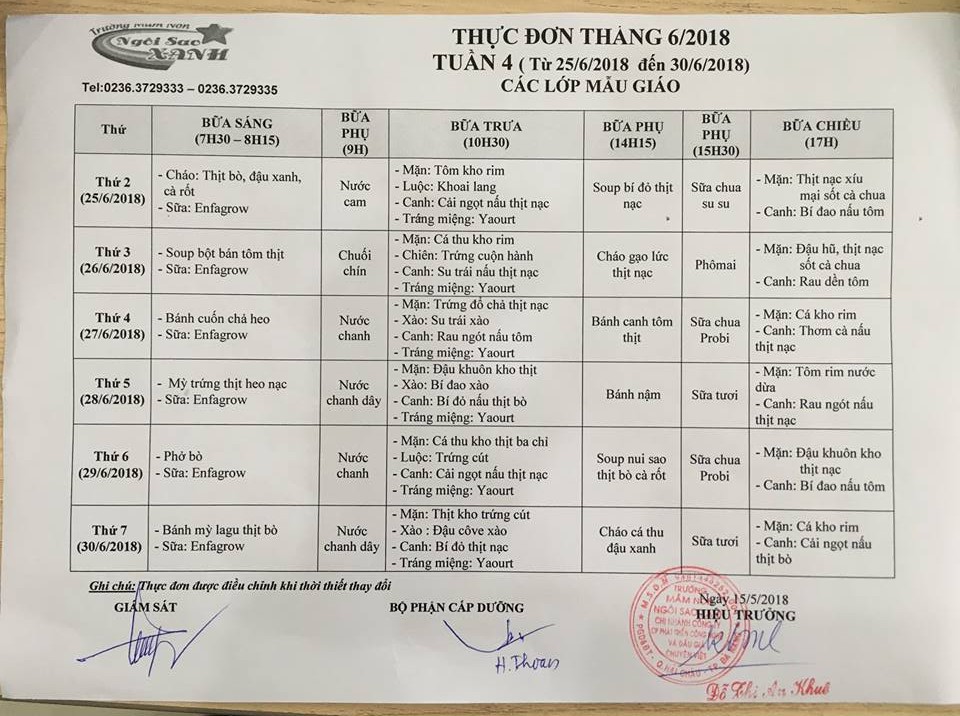 Trường Mầm Non
Ngôi Sao
XANH
Tel:0236.3729333 – 0236.3729335
THỰC ĐƠN THÁNG 6/2018
TUẦN 4 ( Từ 25/6/2018 đến 30/6/2018)
CÁC LỚP MẪU GIÁO
Thứ
BỮA SÁNG
(7H30 – 8H15)
BỮA
PHỤ
(9H)
BỮA TRƯA
(10H30)
BỮA PHỤ
(14H15)
BỮA
PHỤ
(15H30)
BỮA CHIỀU
(17H)
Thứ 2
(25/6/2018)
- Cháo: Thịt bò, đậu xanh,
cà rốt
- Sữa: Enfagrow
Nước
cam
- Mặn: Tôm kho rim
- Luộc: Khoai lang
- Canh: Cải ngọt nấu thịt nạc
- Tráng miệng: Yaourt
Soup bí đỏ thịt
nạc
Sữa chua
su su
- Mặn: Thịt nạc xíu
mại sốt cà chua
- Canh: Bí đao nấu tôm
Thứ 3
(26/6/2018)
- Soup bột bán tôm thịt
- Sữa: Enfagrow
Chuối
chín
- Mặn: Cá thu kho rim
- Chiên: Trứng cuộn hành
- Canh: Su trái nấu thịt nạc
- Tráng miệng: Yaourt
Cháo gạo lức
thịt nạc
Phômai
- Mặn: Đậu hũ, thịt nạc
sốt cà chua
- Canh: Rau dền tôm
Thứ 4
(27/6/2018)
- Bánh cuốn chả heo
- Sữa: Enfagrow
Nước
chanh
- Mặn: Trứng đổ chả thịt nạc
- Xào: Su trái xào
- Canh: Rau ngót nấu tôm
- Tráng miệng: Yaourt
Bánh canh tôm
thịt
Sữa chua
Probi
- Mặn: Cá kho rim
- Canh: Thơm cà nấu
thịt nạc
Thứ 5
(28/6/2018)
- Mỳ trứng thịt heo nạc
- Sữa: Enfagrow
Nước
chanh dây
- Mặn: Đậu khuôn kho thịt
- Xào: Bí đao xào
- Canh: Bí đỏ nấu thịt bò
- Tráng miệng: Yaourt
Bánh nậm
Sữa tươi
- Mặn: Tôm rim nước
dừa
- Canh: Rau ngót nấu
thịt nạc
Thứ 6
(29/6/2018)
- Phở bò
- Sữa: Enfagrow
Nước
chanh
- Mặn: Cá thu kho thịt ba chỉ
- Luộc: Trứng cút
- Canh: Cải ngọt nấu thịt nạc
- Tráng miệng: Yaourt
Soup nui sao
thịt bò cà rốt
Sữa chua
Probi
- Mặn: Đậu khuôn kho
thịt nạc
- Canh: Bí đao nấu tôm
Thứ 7
(30/6/2018)
- Bánh mỳ lagu thịt bò
- Sữa: Enfagrow
Nước
chanh dây
- Mặn: Thịt kho trứng cút
- Xào : Đậu côve xào
- Canh: Bí đỏ thịt nạc
- Tráng miệng: Yaourt
Cháo cá thu
đậu xanh
Sữa tươi
- Mặn: Cá kho rim
- Canh: Cải ngọt nấu
thịt bò
Ghi chú: Thực đơn được điều chỉnh khi thời thiết thay đổi
GIÁM SÁT
BỘ PHẬN CẤP DƯỠNG
Ngày 15/5/2018
HIỆU TRƯỞNG
TRƯỜNG
MẦM NON
NGÔI SAO
CHI NHÁNH CÔNG TY
H.Thoan
Đỗ Thị An Khuê